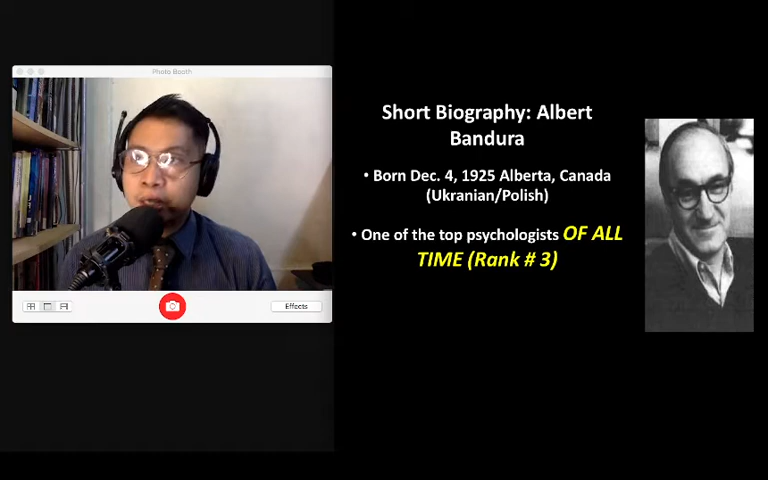 Photo Booth
Effects
Short Biography: Albert
Bandura
• Born Dec. 4, 1925 Alberta, Canada
(Ukranian/Polish)
• One of the top psychologists OF ALL
TIME (Rank # 3)